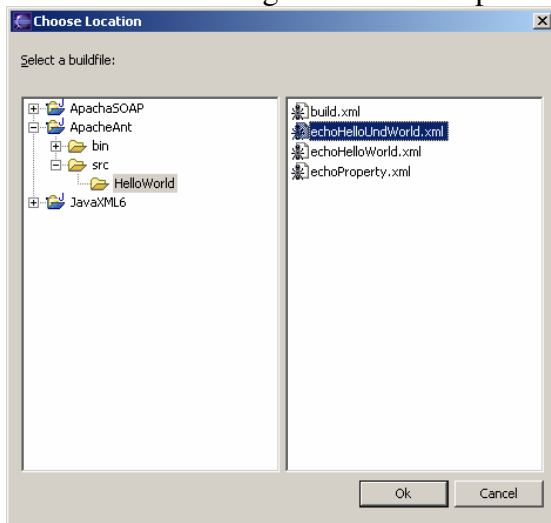 Choose Location
Select a buildfile:
ApachaSOAP
ApacheAnt
bin
src
HelloWorld
JavaXML6
build.xml
echoHelloUndWorld.xml
echoHelloWorld.xml
echoProperty.xml
Ok
Cancel